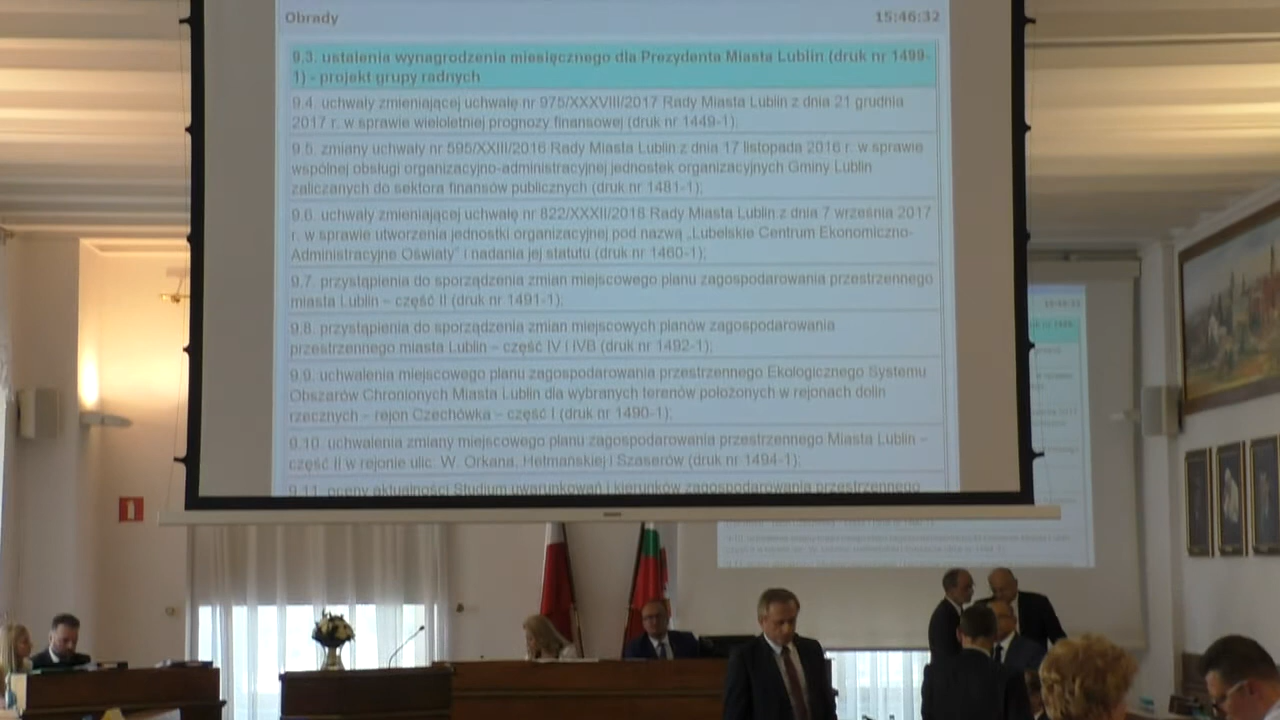 Obrady 15:46:32
9.3. ustalenia wynagrodzenia miesięcznego dla Prezydenta Miasta Lublin (druk nr 1499-
1) - projekt grupy radnych
9.4. uchwały zmieniającej uchwałę nr 975/XXXVIII/2017 Rady Miasta Lublin z dnia 21 grudnia
2017 r. w sprawie wieloletniej prognozy finansowej (druk nr 1449-1);
9.5. zmiany uchwały nr 595/XXIII/2016 Rady Miasta Lublin z dnia 17 listopada 2016 r. w sprawie
wspólnej obsługi organizacyjno-administracyjnej jednostek organizacyjnych Gminy Lublin
zaliczanych do sektora finansów publicznych (druk nr 1481-1);
9.6. uchwały zmieniającej uchwałę nr 822/XXXII/2016 Rady Miasta Lublin z dnia 7 września 2017
r. w sprawie utworzenia jednostki organizacyjnej pod nazwą „Lubelskie Centrum Ekonomiczno-
Administracyjne Oświaty" i nadania jej statutu (druk nr 1460-1);
9.7. przystąpienia do sporządzenia zmian miejscowego planu zagospodarowania przestrzennego
miasta Lublin – część II (druk nr 1491-1);
9.8. przystąpienia do sporządzenia zmian miejscowych planów zagospodarowania
przestrzennego miasta Lublin – część IV i IVB (druk nr 1492-1);
9.9. uchwalenia miejscowego planu zagospodarowania przestrzennego Ekologicznego Systemu
Obszarów Chronionych Miasta Lublin dla wybranych terenów położonych w rejonach dolin
rzecznych – rejon Czechówka – część I (druk nr 1490-1);
9.10. uchwalenia zmiany miejscowego planu zagospodarowania przestrzennego Miasta Lublin –
część II w rejonie ulic: W. Orkana, Hetmańskiej i Szaserów (druk nr 1494-1);
9.11. oceny aktualności Studium uwarunkowań i kierunków zagospodarowania przestrzennego